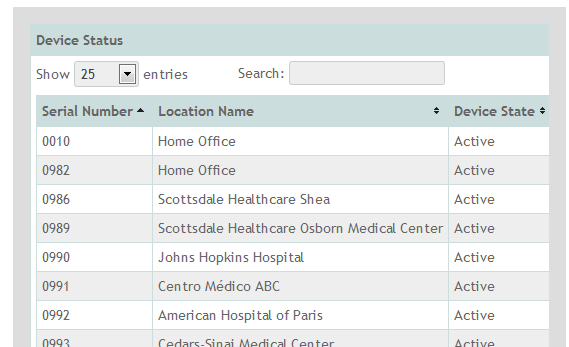 Device Status
Show 25 entries Search:
Serial Number Location Name Device State
0010 Home Office Active
0982 Home Office Active
0986 Scottsdale Healthcare Shea Active
0989 Scottsdale Healthcare Osborn Medical Center Active
0990 Johns Hopkins Hospital Active
0991 Centro Médico ABC Active
0992 American Hospital of Paris Active
0993 Cedars-Sinai Medical Center Active